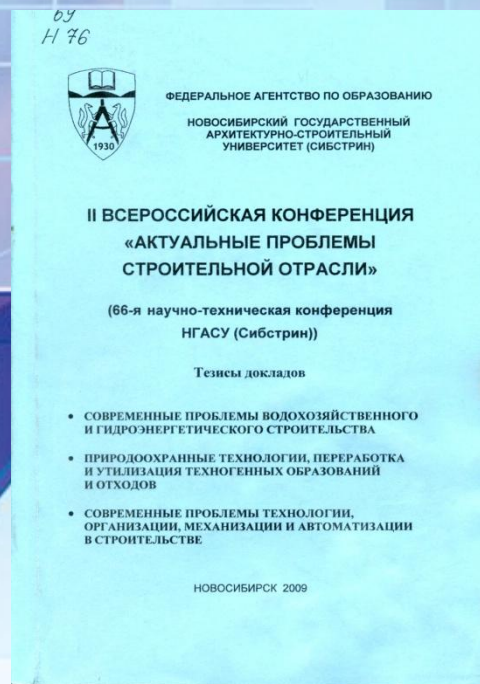 69
Н 76
1930
ФЕДЕРАЛЬНОЕ АГЕНТСТВО ПО ОБРАЗОВАНИЮ
НОВОСИБИРСКИЙ ГОСУДАРСТВЕННЫЙ
АРХИТЕКТУРНО-СТРОИТЕЛЬНЫЙ
УНИВЕРСИТЕТ (СИБСТРИН)
II ВСЕРОССИЙСКАЯ КОНФЕРЕНЦИЯ
«АКТУАЛЬНЫЕ ПРОБЛЕМЫ
СТРОИТЕЛЬНОЙ ОТРАСЛИ»
(66-я научно-техническая конференция
НГАСУ (Сибстрин))
Тезисы докладов
• СОВРЕМЕННЫЕ ПРОБЛЕМЫ ВОДОХОЗЯЙСТВЕННОГО
И ГИДРОЭНЕРГЕТИЧЕСКОГО СТРОИТЕЛЬСТВА
• ПРИРОДООХРАННЫЕ ТЕХНОЛОГИИ, ПЕРЕРАБОТКА
И УТИЛИЗАЦИЯ ТЕХНОГЕННЫХ ОБРАЗОВАНИЙ
И ОТХОДОВ
• СОВРЕМЕННЫЕ ПРОБЛЕМЫ ТЕХНОЛОГИИ,
ОРГАНИЗАЦИИ, МЕХАНИЗАЦИИ И АВТОМАТИЗАЦИИ
В СТРОИТЕЛЬСТВЕ
НОВОСИБИРСК 2009